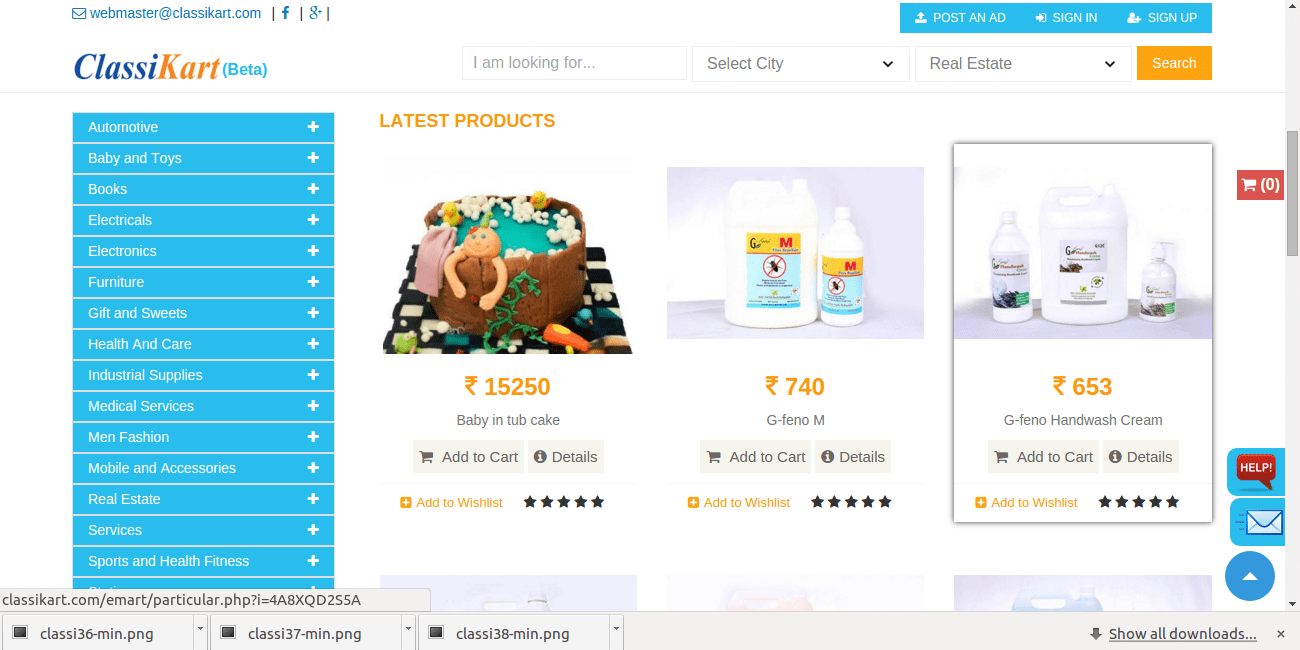 webmaster@classikart.com | f | g+ |
POST AN AD SIGN IN SIGN UP
ClassiKart (Beta)
I am looking for... Select City Real Estate Search
Automotive
Baby and Toys
Books
Electricals
Electronics
Furniture
Gift and Sweets
Health And Care
Industrial Supplies
Medical Services
Men Fashion
Mobile and Accessories
Real Estate
Services
Sports and Health Fitness
LATEST PRODUCTS
M
M
Handwash
₹ 15250
Baby in tub cake
Add to Cart Details
Add to Wishlist
₹ 740
G-feno M
Add to Cart Details
Add to Wishlist
₹ 653
G-feno Handwash Cream
Add to Cart Details
Add to Wishlist
(0)
HELP!
classikart.com/emart/particular.php?i=4A8XQD2S5A
classi36-min.png classi37-min.png classi38-min.png Show all downloads... ×